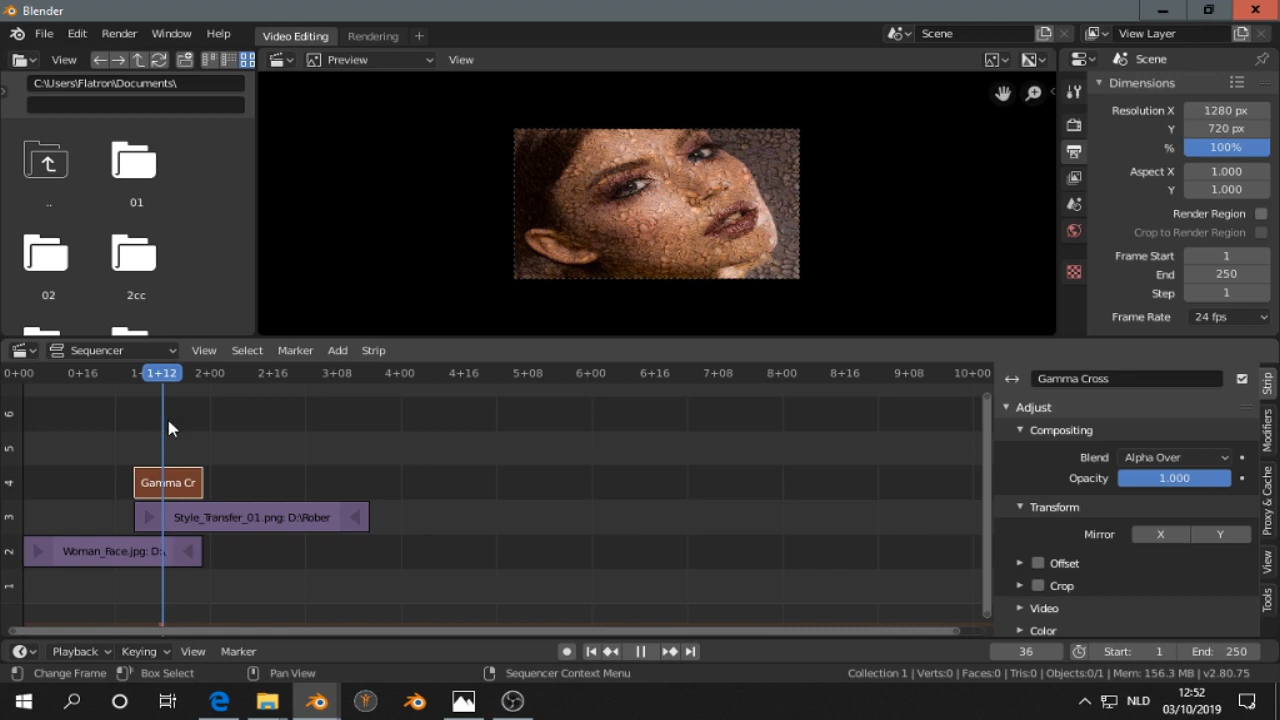 Blender
File Edit Render Window Help Video Editing Rendering + Scene View Layer
View Preview View Scene
C:\Users\Flatron\Documents\
.. 01
02 2cc
Dimensions
Resolution X 1280 px
Y 720 px
% 100%
Aspect X 1.000
Y 1.000
Render Region
Crop to Render Region
Frame Start 1
End 250
Step 1
Frame Rate 24 fps
Sequencer View Select Marker Add Strip
0+00 0+16 1+12 2+00 2+16 3+08 4+00 4+16 5+08 6+00 6+16 7+08 8+00 8+16 9+08 10+00
6
5
4 Gamma Cr
3 Style_Transfer_01.png: D:\Rober
2 Woman_Face.jpg: D:\
1
Gamma Cross
Adjust
Compositing
Blend Alpha Over
Opacity 1.000
Transform
Mirror X Y
Offset
Crop
Video
Color
Strip
Modifiers
Proxy & Cache
View
Tools
Playback Keying View Marker 36 Start: 1 End: 250
Change Frame Box Select Pan View Sequencer Context Menu Collection 1 | Verts:0 | Faces:0 | Tris:0 | Objects:0/1 | Mem: 156.3 MB | v2.80.75
NLD 12:52
03/10/2019